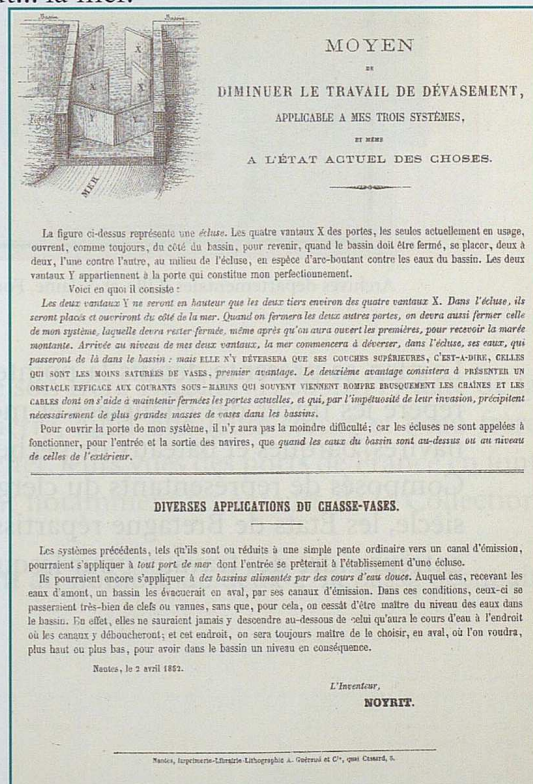 la mer.
Bassin
Bassin
X
X
X
X
Y
Y
MER
MOYEN
DE
DIMINUER LE TRAVAIL DE DÉVASEMENT,
APPLICABLE A MES TROIS SYSTÈMES,
ET MÊME
A L'ÉTAT ACTUEL DES CHOSES.
La figure ci-dessus représente une écluse. Les quatre vantaux X des portes, les seules actuellement en usage,
ouvrent, comme toujours, du côté du bassin, pour revenir, quand le bassin doit être fermé, se placer, deux à
deux, l'une contre l'autre, au milieu de l'écluse, en espèce d'arc-boutant contre les eaux du bassin. Les deux
vantaux Y appartiennent à la porte qui constitue mon perfectionnement.
Voici en quoi il consiste :
Les deux vantaux Y ne seront en hauteur que les deux tiers environ des quatre vantaux X. Dans l'écluse, ils
seront placés et ouvriront du côté de la mer. Quand on fermera les deux autres portes, on devra aussi fermer celle
de mon système, laquelle devra rester fermée, même après qu'on aura ouvert les premières, pour recevoir la marée
montante. Arrivée au niveau de mes deux vantaux, la mer commencera à déverser, dans l'écluse, ses eaux, qui
passeront de là dans le bassin : mais ELLE N'Y DÉVERSERA QUE SES COUCHES SUPÉRIEURES, C'EST-A-DIRE, CELLES
QUI SONT LES MOINS SATURÉES DE VASES, premier avantage. Le deuxième avantage consistera à PRÉSENTER UN
OBSTACLE EFFICACE AUX COURANTS SOUS-MARINS QUI SOUVENT VIENNENT ROMPRE BRUSQUEMENT LES CHAÎNES ET LES
CABLES dont on s'aide à maintenir fermées les portes actuelles, et qui, par l'impétuosité de leur invasion, précipitent
nécessairement de plus grandes masses de vases dans les bassins.
Pour ouvrir la porte de mon système, il n'y aura pas la moindre difficulté; car les écluses ne sont appelées à
fonctionner, pour l'entrée et la sortie des navires, que quand les eaux du bassin sont au-dessus ou au niveau
de celles de l'extérieur.
DIVERSES APPLICATIONS DU CHASSE-VASES.
Les systèmes précédents, tels qu'ils sont ou réduits à une simple pente ordinaire vers un canal d'émission,
pourraient s'appliquer à tout port de mer dont l'entrée se prêterait à l'établissement d'une écluse.
Ils pourraient encore s'appliquer à des bassins alimentés par des cours d'eau douce. Auquel cas, recevant les
eaux d'amont, un bassin les évacuerait en aval, par ses canaux d'émission. Dans ces conditions, ceux-ci se
passeraient très-bien de clefs ou vannes, sans que, pour cela, on cessât d'être maître du niveau des eaux dans
le bassin. En effet, elles ne sauraient jamais y descendre au-dessous de celui qu'aura le cours d'eau à l'endroit
où les canaux y déboucheront; et cet endroit, on sera toujours maître de le choisir, en aval, où l'on voudra,
plus haut ou plus bas, pour avoir dans le bassin un niveau en conséquence.
Nantes, le 2 avril 1852.
L'Inventeur,
NOYRIT.
Nantes, Imprimerie-Librairie-Lithographie A. Guéraud et Cie, quai Cassard, 5.